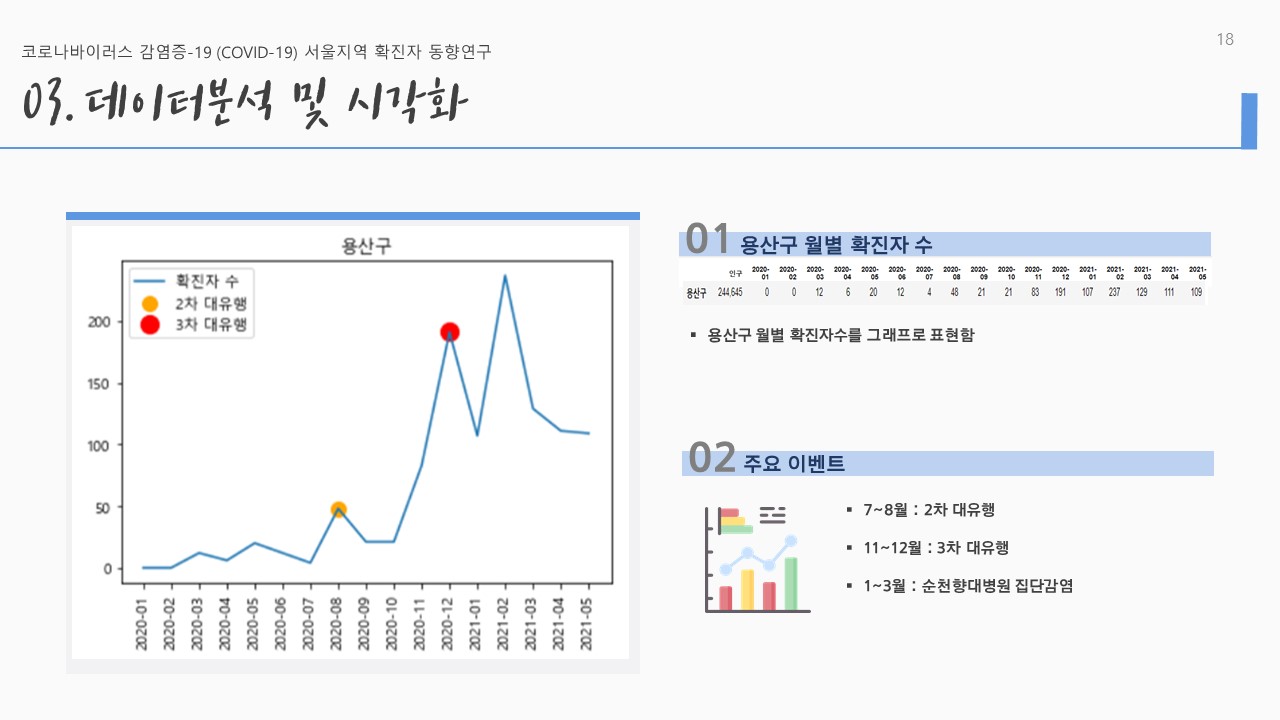 코로나바이러스 감염증-19 (COVID-19) 서울지역 확진자 동향연구
18
03. 데이터분석 및 시각화
용산구
확진자 수
2차 대유행
3차 대유행
200
150
100
50
0
2020-01 2020-02 2020-03 2020-04 2020-05 2020-06 2020-07 2020-08 2020-09 2020-10 2020-11 2020-12 2021-01 2021-02 2021-03 2021-04 2021-05
01 용산구 월별 확진자 수
인구 2020-01 2020-02 2020-03 2020-04 2020-05 2020-06 2020-07 2020-08 2020-09 2020-10 2020-11 2020-12 2021-01 2021-02 2021-03 2021-04 2021-05
용산구 244,645 0 0 12 6 20 12 4 48 21 21 83 191 107 237 129 111 109
▪ 용산구 월별 확진자수를 그래프로 표현함
02 주요 이벤트
▪ 7~8월 : 2차 대유행
▪ 11~12월 : 3차 대유행
▪ 1~3월 : 순천향대병원 집단감염